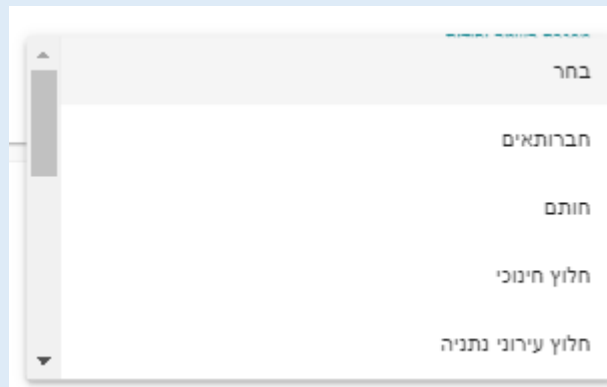 בחר
חברותאים
חותם
חלוץ חינוכי
חלוץ עירוני נתניה